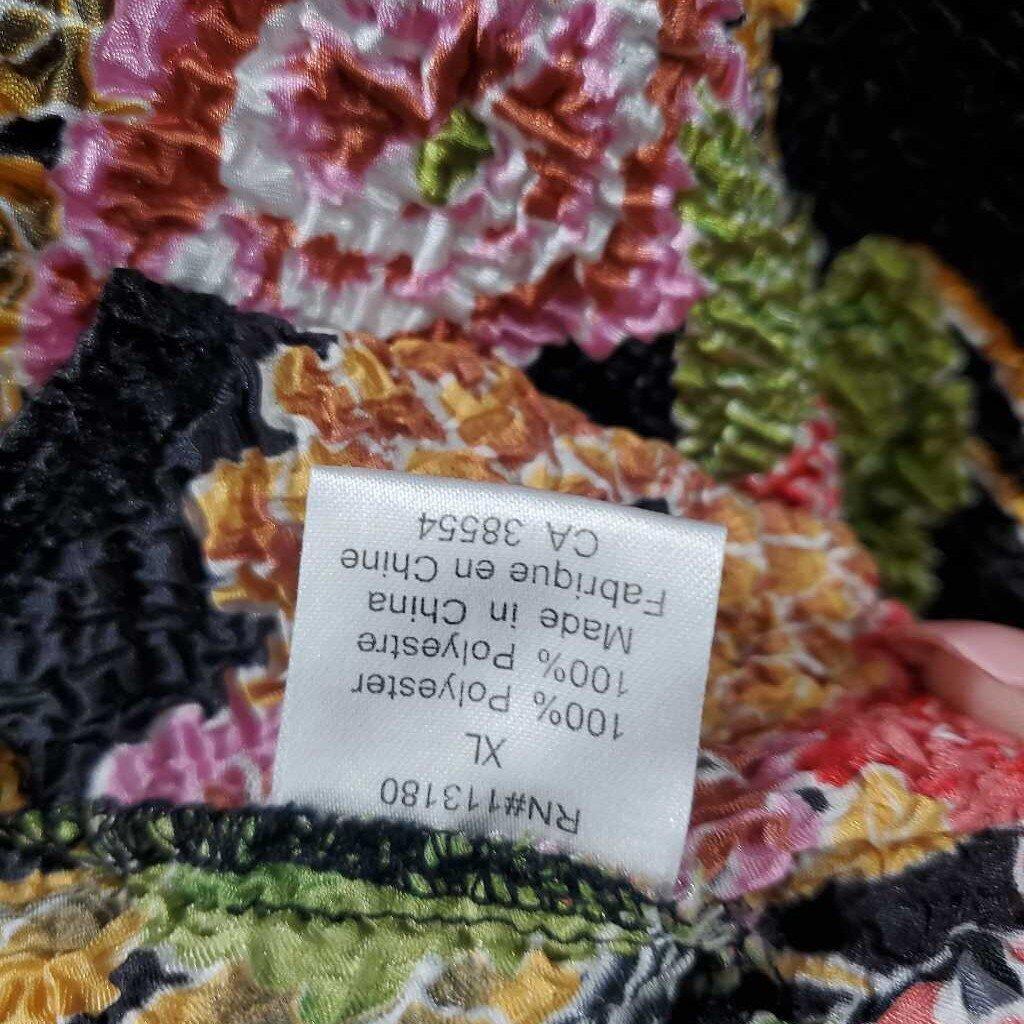 RN#113180
XL
100% Polyester
100% Polyestre
Made in China
Fabrique en Chine
CA 38554